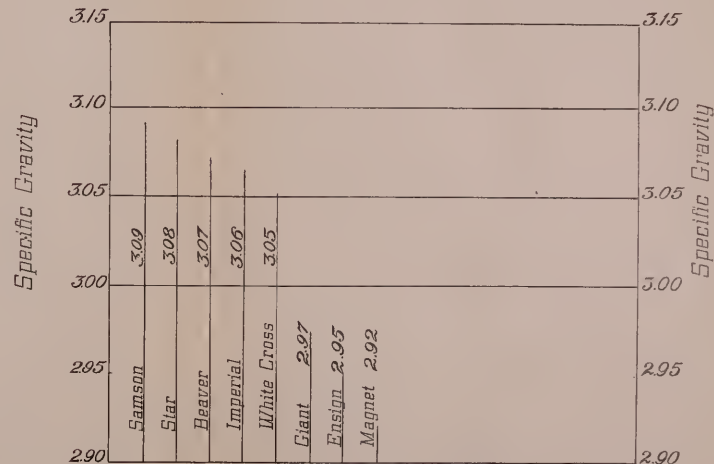 Specific Gravity
3.15
3.10
3.05
3.00
2.95
2.90
Samson 3.09
Star 3.08
Beaver 3.07
Imperial 3.06
White Cross 3.05
Giant 2.97
Ensign 2.95
Magnet 2.92
3.15
3.10
3.05
3.00
2.95
2.90
Specific Gravity